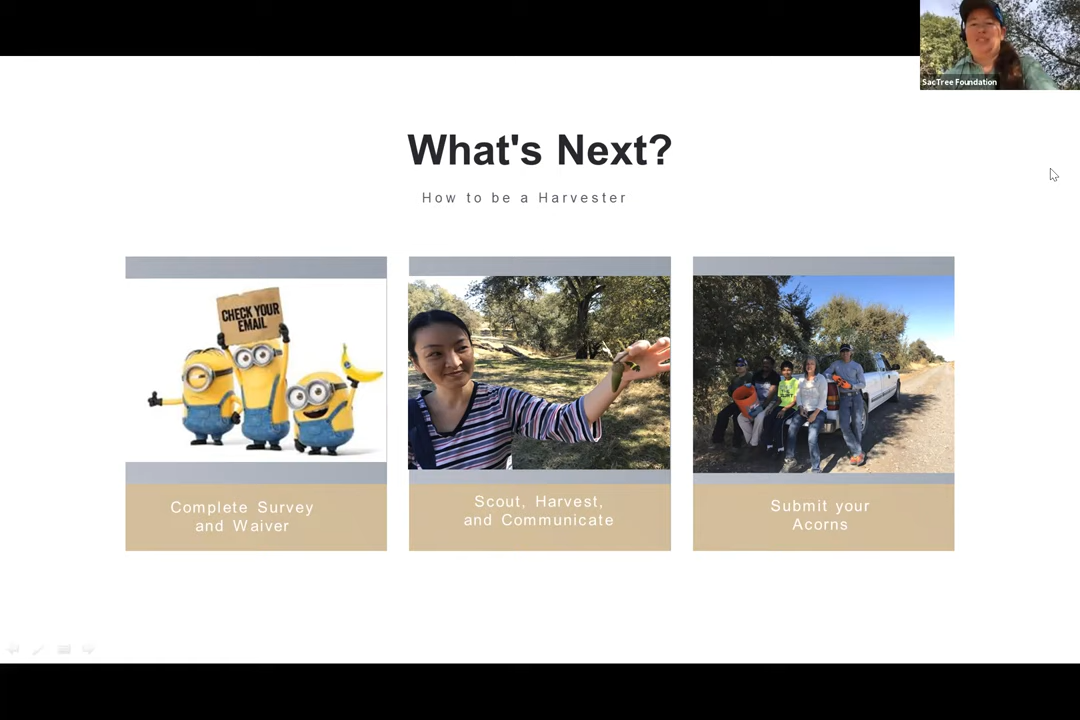 SacTree Foundation
What's Next?
How to be a Harvester
CHECK YOUR
EMAIL
Complete Survey
and Waiver
Scout, Harvest,
and Communicate
Submit your
Acorns